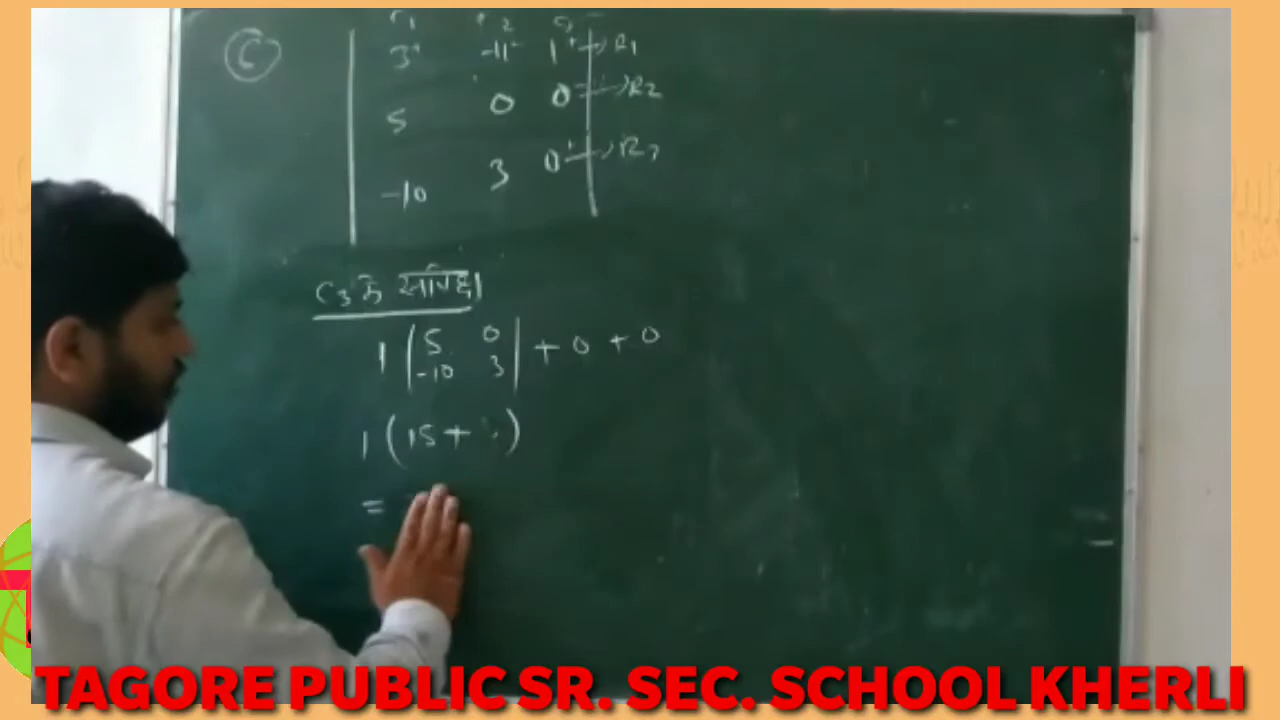 6
C1 C2 C3
3+ -11- 1+ → R1
5 0 0 → R2
-10 3 0+ → R3
C3 के सापेक्ष
1 | 5 0 | + 0 + 0
-10 3
1 ( 15 + )
=
TAGORE PUBLIC SR. SEC. SCHOOL KHERLI